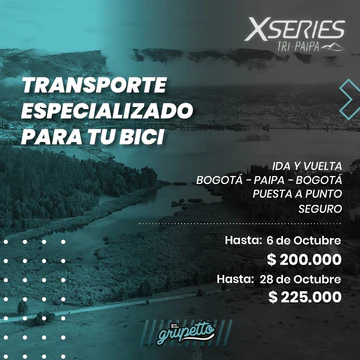 XSERIES
TRI PAIPA
TRANSPORTE
ESPECIALIZADO
PARA TU BICI
IDA Y VUELTA
BOGOTÁ - PAIPA - BOGOTÁ
PUESTA A PUNTO
SEGURO
Hasta: 6 de Octubre
$ 200.000
Hasta: 28 de Octubre
$ 225.000
EL
grupetto